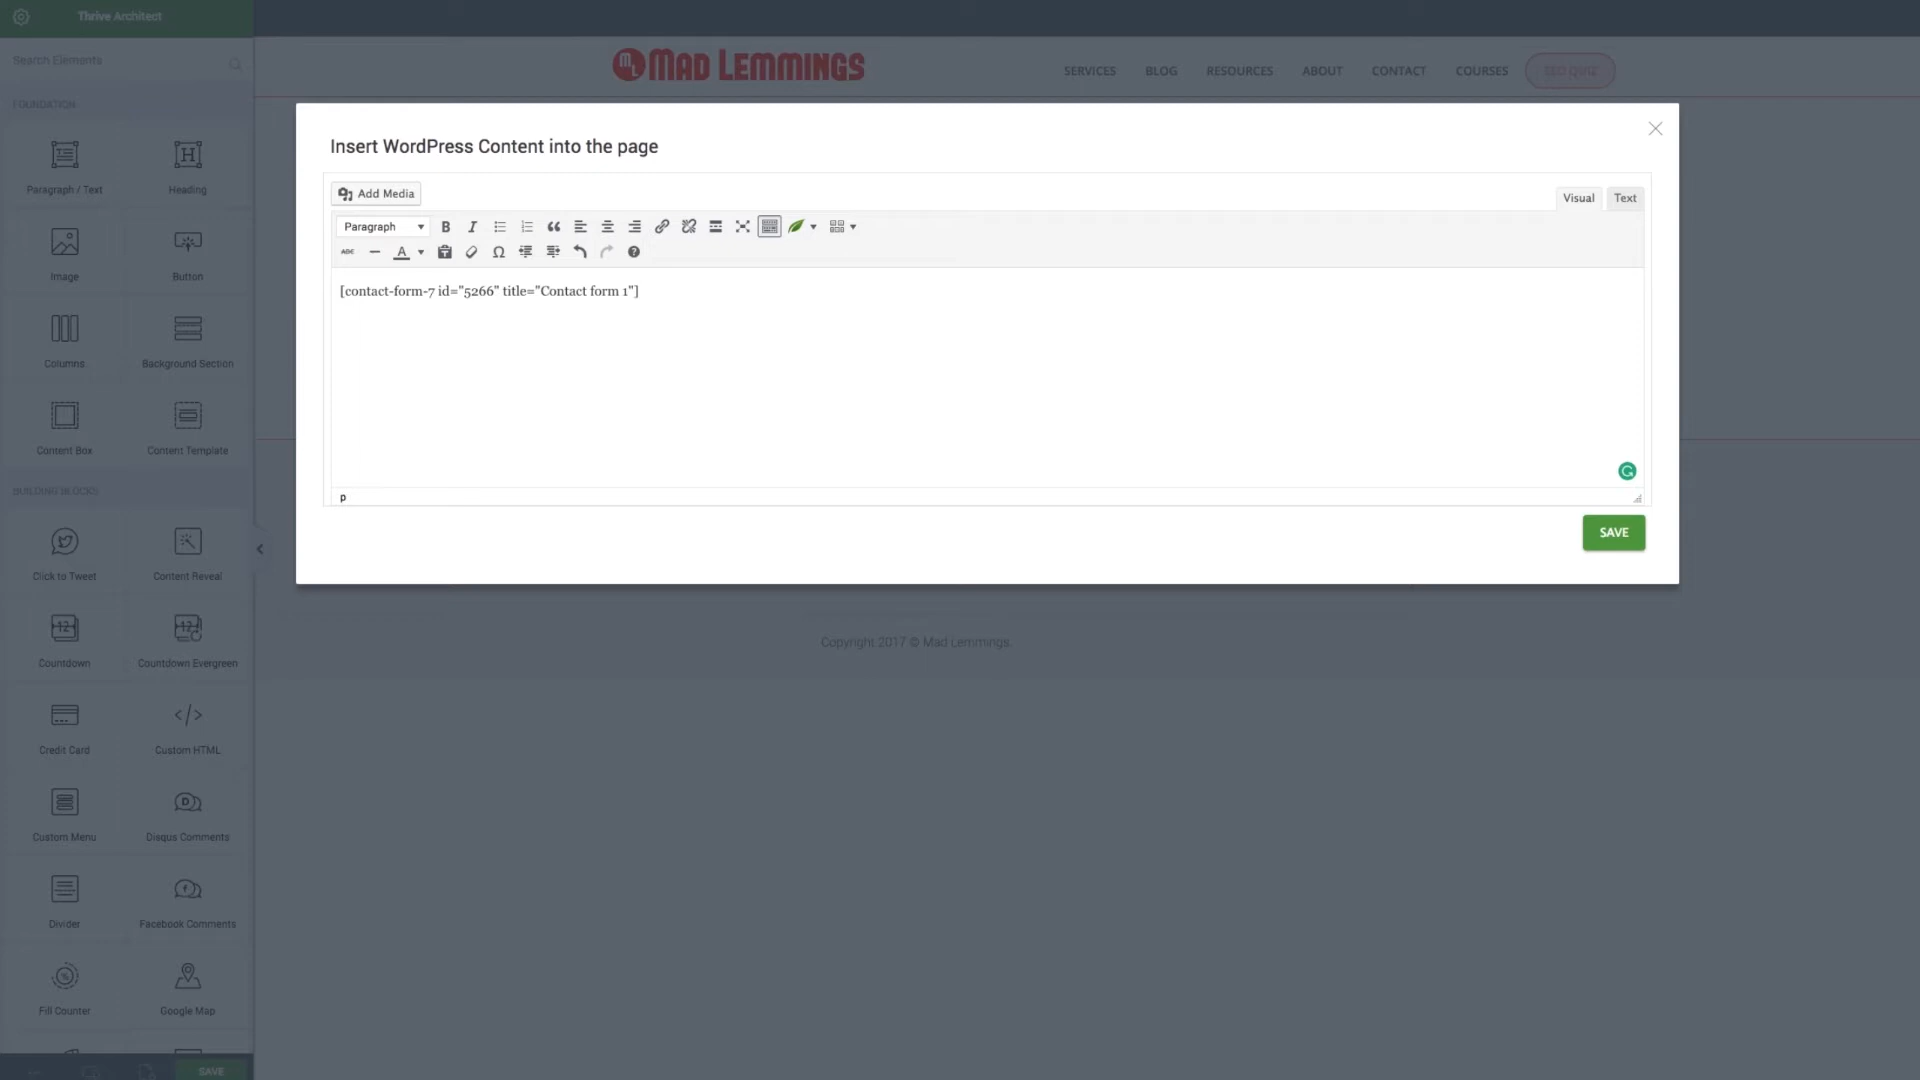 Thrive Architect
Search Elements
FOUNDATION
Paragraph / Text
Heading
Image
Button
Columns
Background Section
Content Box
Content Template
BUILDING BLOCKS
Click to Tweet
Content Reveal
Countdown
Countdown Evergreen
Credit Card
Custom HTML
Custom Menu
Disqus Comments
Divider
Facebook Comments
Fill Counter
Google Map
SAVE
ML MAD LEMMINGS
SERVICES BLOG RESOURCES ABOUT CONTACT COURSES SEO QUIZ
Insert WordPress Content into the page
Add Media
Visual Text
Paragraph
[contact-form-7 id="5266" title="Contact form 1"]
p
SAVE
Copyright 2017 © Mad Lemmings.